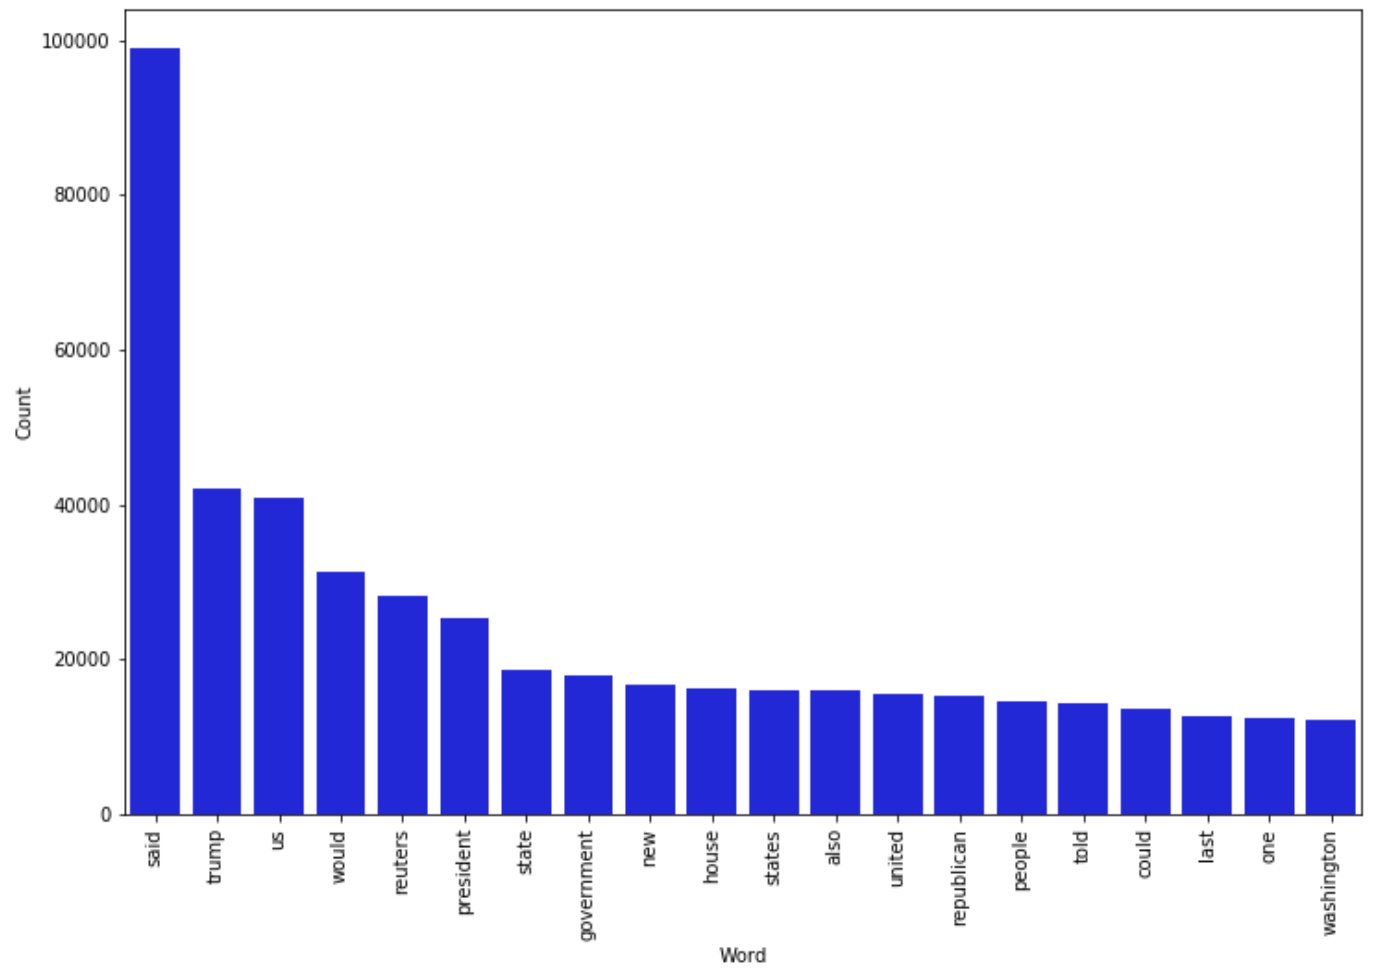 100000
80000
60000
40000
20000
0
Count
said
trump
us
would
reuters
president
state
government
new
house
states
also
united
republican
people
told
could
last
one
washington
Word